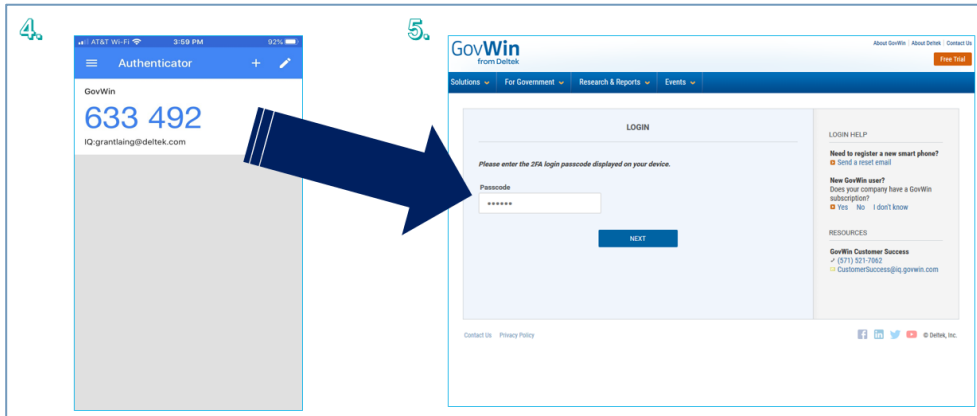 4.
AT&T Wi-Fi 3:59 PM 92%
Authenticator
GovWin
633 492
IQ:grantlaing@deltek.com
5.
GovWin
from Deltek
About GovWin | About Deltek | Contact Us
Free Trial
Solutions For Government Research & Reports Events
LOGIN
Please enter the 2FA login passcode displayed on your device.
Passcode
******
NEXT
LOGIN HELP
Need to register a new smart phone?
Send a reset email
New GovWin user?
Does your company have a GovWin
subscription?
Yes No I don't know
RESOURCES
GovWin Customer Success
(571) 521-7062
CustomerSuccess@iq.govwin.com
Contact Us Privacy Policy
© Deltek, Inc.